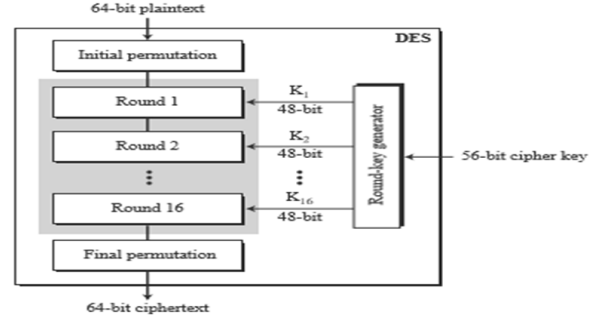 64-bit plaintext
DES
Initial permutation
Round 1
K1
48-bit
Round 2
K2
48-bit
Round-key generator
56-bit cipher key
Round 16
K16
48-bit
Final permutation
64-bit ciphertext